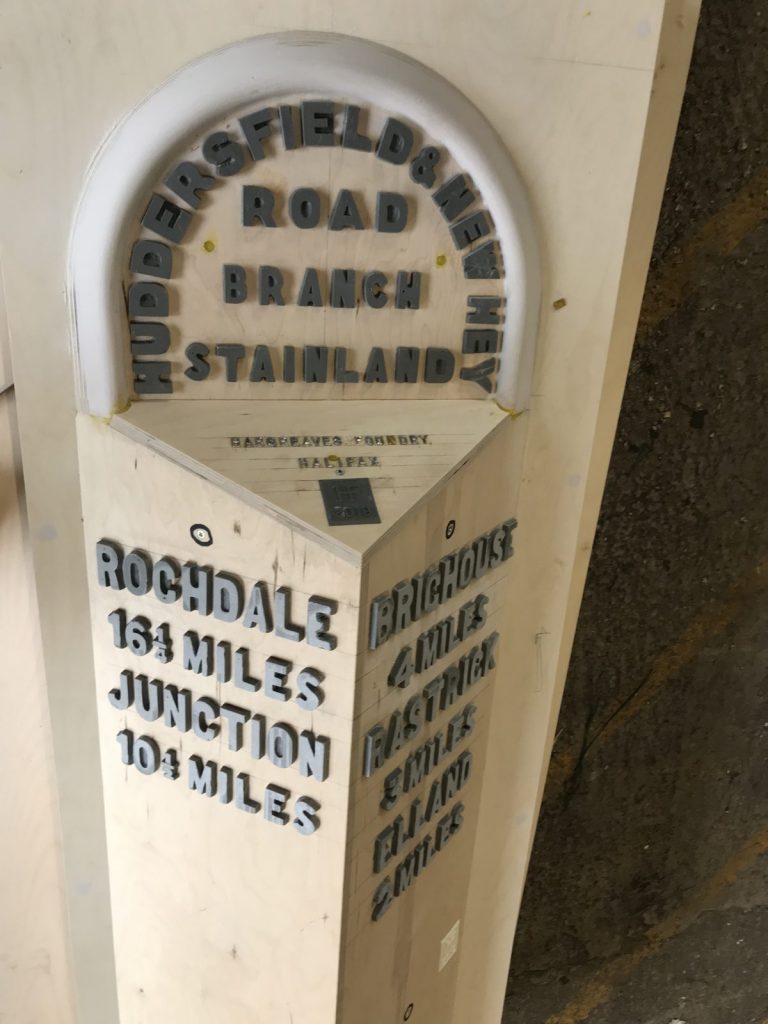 HUDDERSFIELD & NEW HEY
ROAD
BRANCH
STAINLAND
HARGREAVES FOUNDRY
HALIFAX
ROCHDALE
16¼ MILES
JUNCTION
10¼ MILES
BRIGHOUSE
4 MILES
RASTRICK
3 MILES
ELLAND
2 MILES